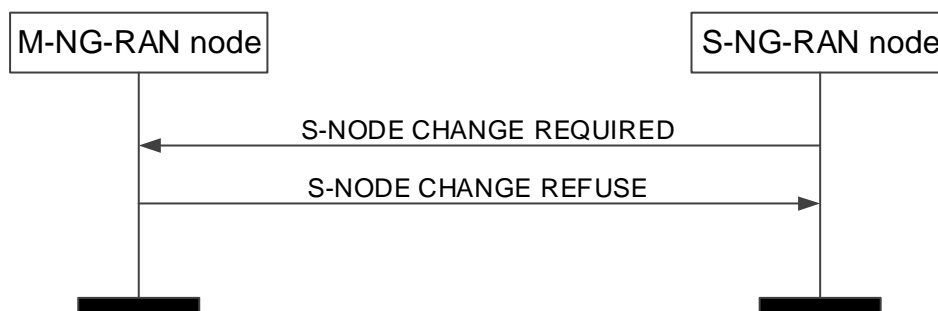 M-NG-RAN node
S-NG-RAN node
S-NODE CHANGE REQUIRED
S-NODE CHANGE REFUSE